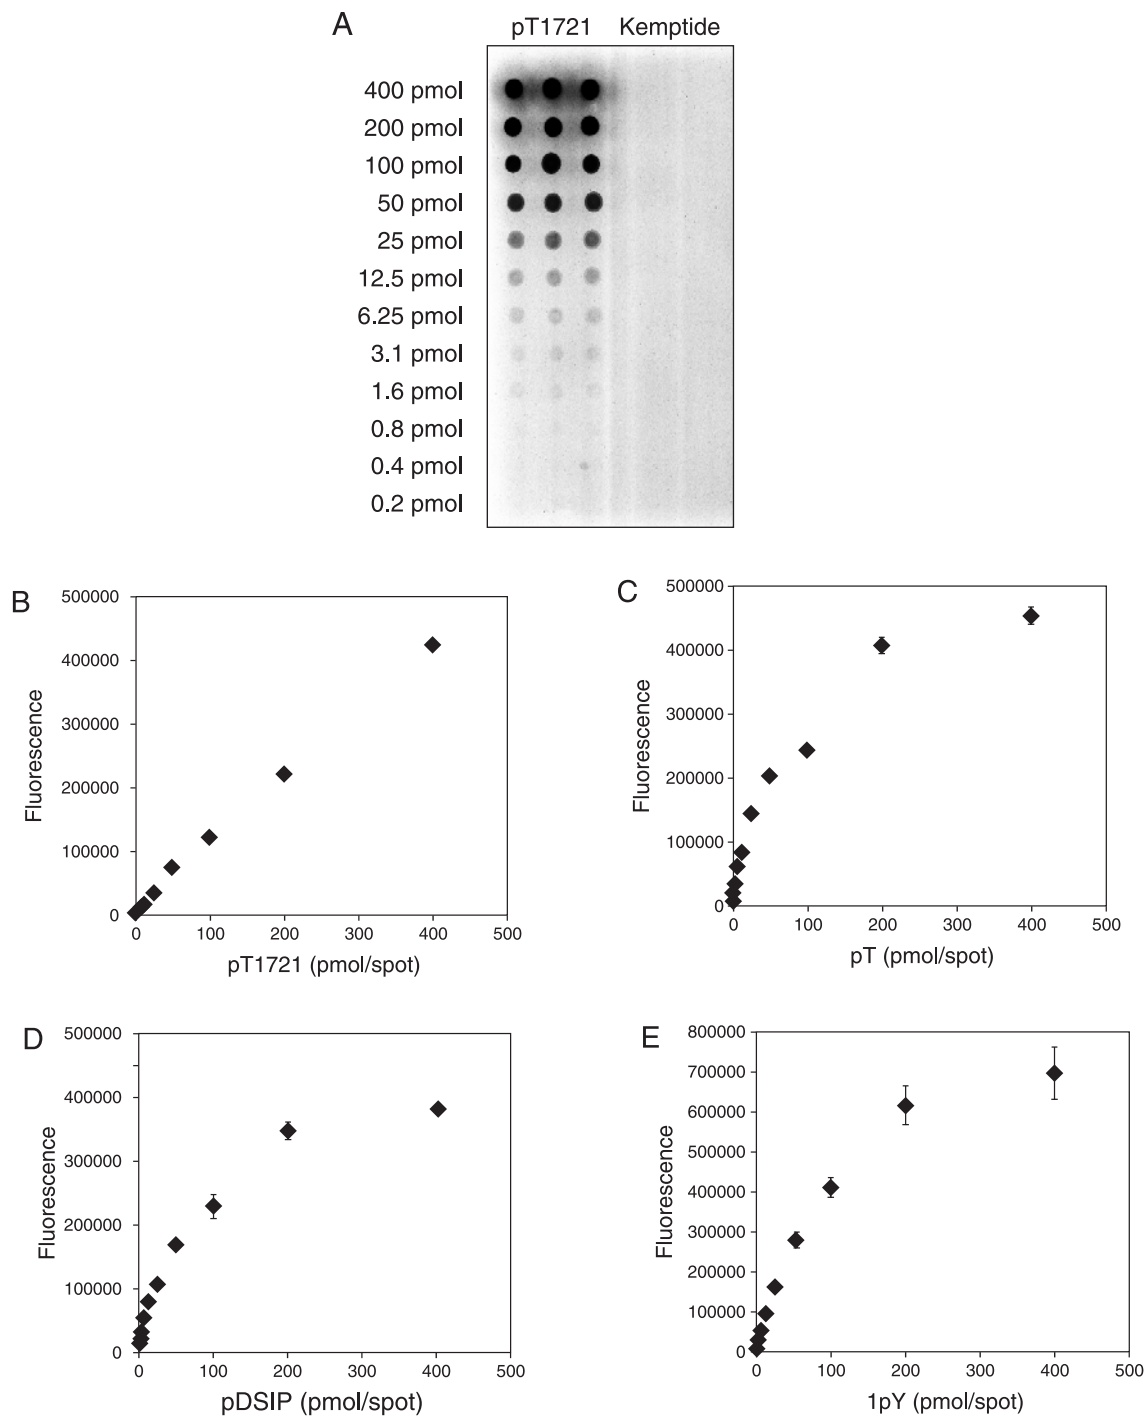 A
pT1721 Kemptide
400 pmol
200 pmol
100 pmol
50 pmol
25 pmol
12.5 pmol
6.25 pmol
3.1 pmol
1.6 pmol
0.8 pmol
0.4 pmol
0.2 pmol
B
500000
400000
300000
200000
100000
0
Fluorescence
0 100 200 300 400 500
pT1721 (pmol/spot)
C
500000
400000
300000
200000
100000
0
Fluorescence
0 100 200 300 400 500
pT (pmol/spot)
D
500000
400000
300000
200000
100000
0
Fluorescence
0 100 200 300 400 500
pDSIP (pmol/spot)
E
800000
700000
600000
500000
400000
300000
200000
100000
0
Fluorescence
0 100 200 300 400 500
1pY (pmol/spot)